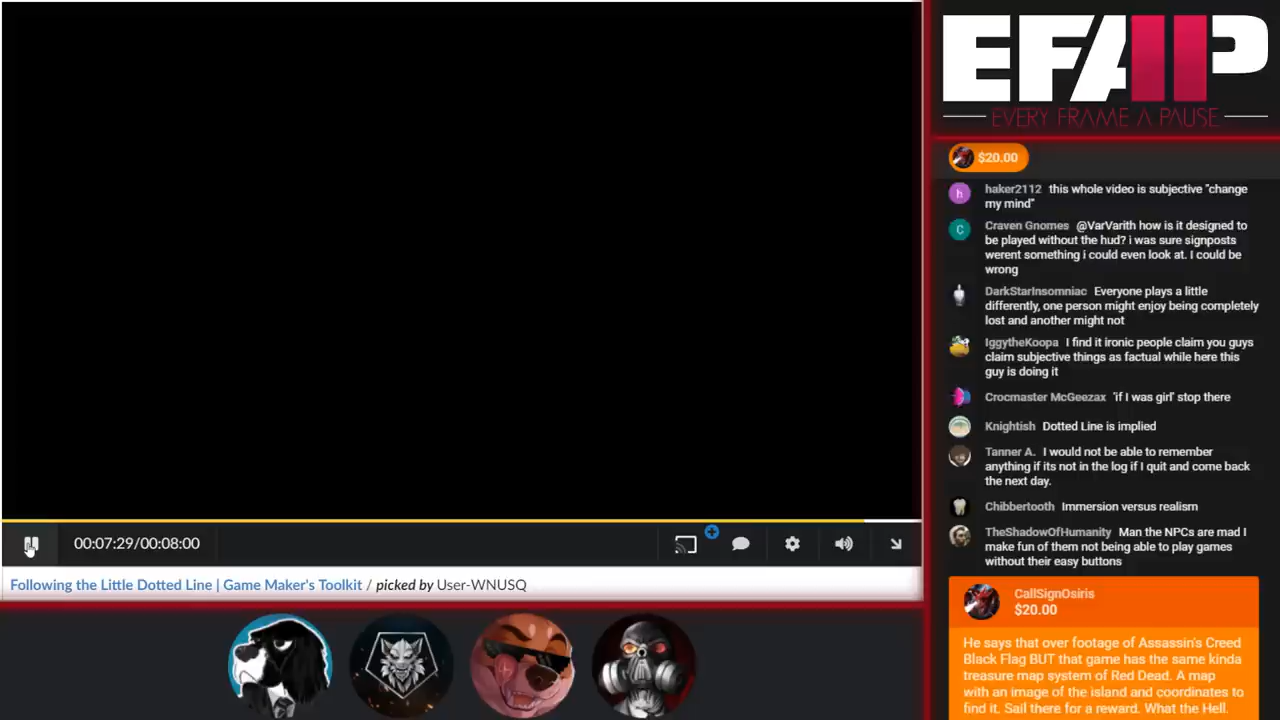 EFAP
EVERY FRAME A PAUSE
$20.00
haker2112 this whole video is subjective "change
my mind"
Craven Gnomes @VarVarith how is it designed to
be played without the hud? i was sure signposts
werent something i could even look at. I could be
wrong
DarkStarInsomniac Everyone plays a little
differently, one person might enjoy being completely
lost and another might not
IggytheKoopa I find it ironic people claim you guys
claim subjective things as factual while here this
guy is doing it
Crocmaster McGeezax 'if I was girl' stop there
Knightish Dotted Line is implied
Tanner A. I would not be able to remember
anything if its not in the log if I quit and come back
the next day.
Chibbertooth Immersion versus realism
TheShadowOfHumanity Man the NPCs are mad I
make fun of them not being able to play games
without their easy buttons
CallSignOsiris
$20.00
He says that over footage of Assassin's Creed
Black Flag BUT that game has the same kinda
treasure map system of Red Dead. A map
with an image of the island and coordinates to
find it. Sail there for a reward. What the Hell.
00:07:29/00:08:00
Following the Little Dotted Line | Game Maker's Toolkit / picked by User-WNUSQ